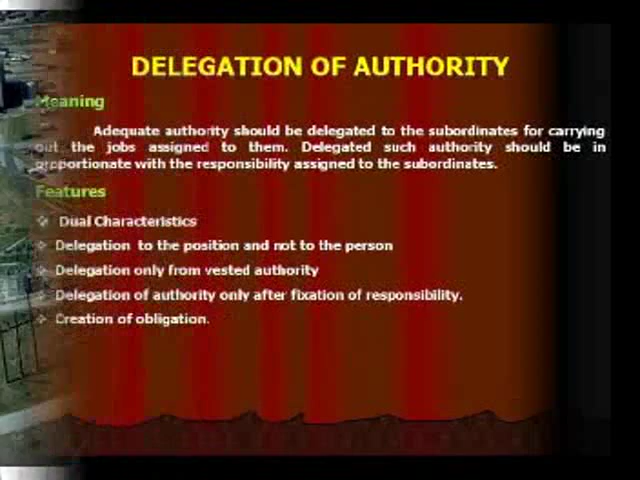 DELEGATION OF AUTHORITY
Meaning
Adequate authority should be delegated to the subordinates for carrying
out the jobs assigned to them. Delegated such authority should be in
proportionate with the responsibility assigned to the subordinates.
Features
Dual Characteristics
Delegation to the position and not to the person
Delegation only from vested authority
Delegation of authority only after fixation of responsibility.
Creation of obligation.